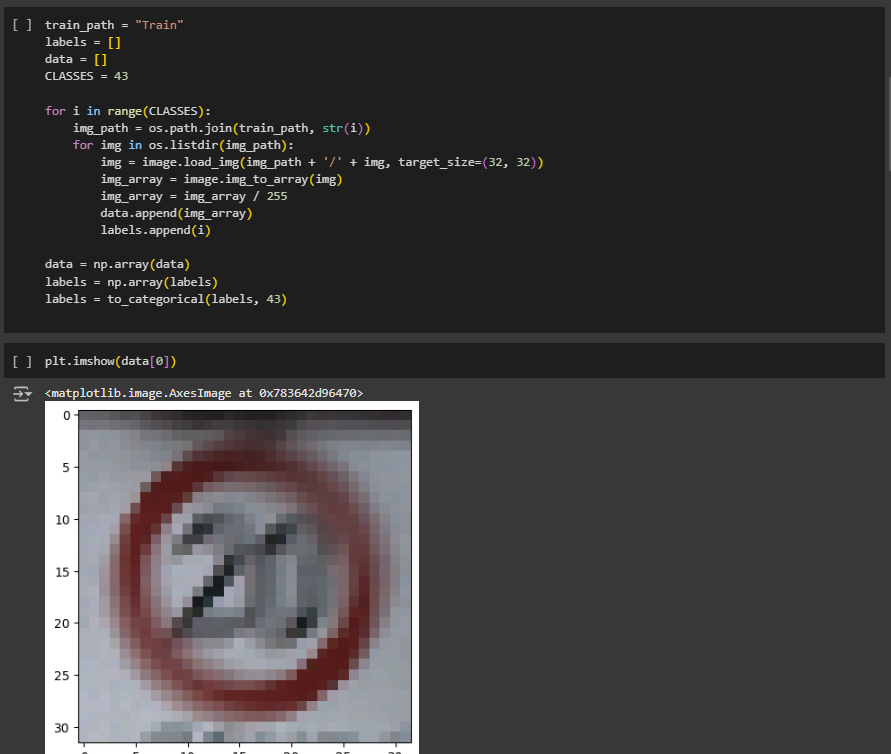 [ ] train_path = "Train"
labels = []
data = []
CLASSES = 43
for i in range(CLASSES):
img_path = os.path.join(train_path, str(i))
for img in os.listdir(img_path):
img = image.load_img(img_path + '/' + img, target_size=(32, 32))
img_array = image.img_to_array(img)
img_array = img_array / 255
data.append(img_array)
labels.append(i)
data = np.array(data)
labels = np.array(labels)
labels = to_categorical(labels, 43)
[ ] plt.imshow(data[0])
<matplotlib.image.AxesImage at 0x783642d96470>
0
5
10
15
20
25
30
20